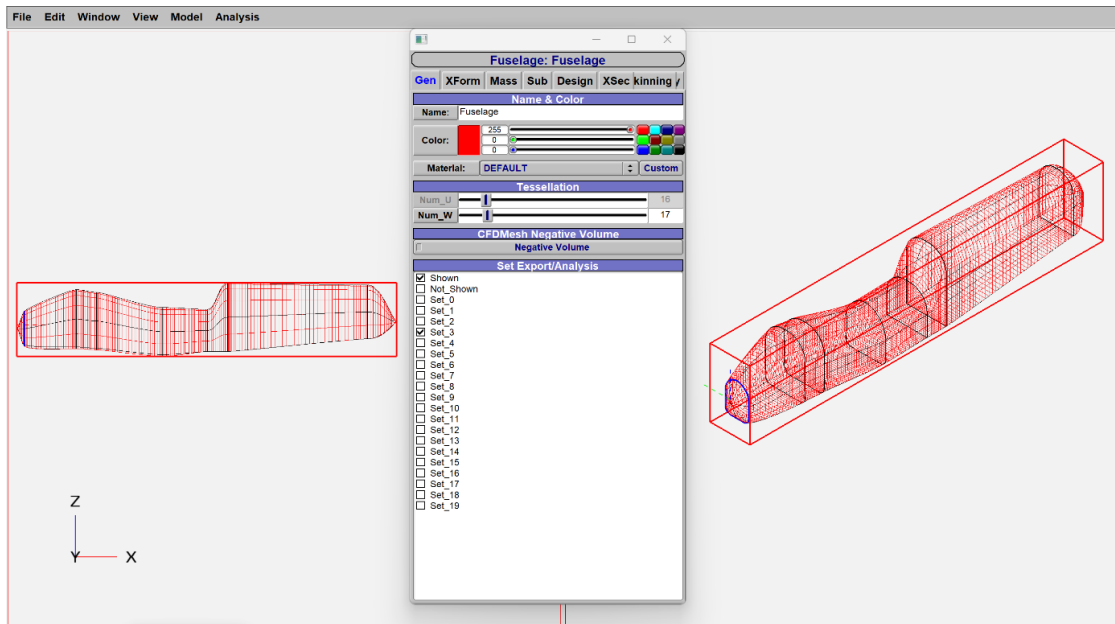 File Edit Window View Model Analysis
Fuselage: Fuselage
Gen XForm Mass Sub Design XSec kinning
Name & Color
Name: Fuselage
Color: 255
0
0
Material: DEFAULT Custom
Tessellation
Num_U 16
Num_W 17
CFDMesh Negative Volume
Negative Volume
Set Export/Analysis
Shown
Not_Shown
Set_0
Set_1
Set_2
Set_3
Set_4
Set_5
Set_6
Set_7
Set_8
Set_9
Set_10
Set_11
Set_12
Set_13
Set_14
Set_15
Set_16
Set_17
Set_18
Set_19
Z
Y X